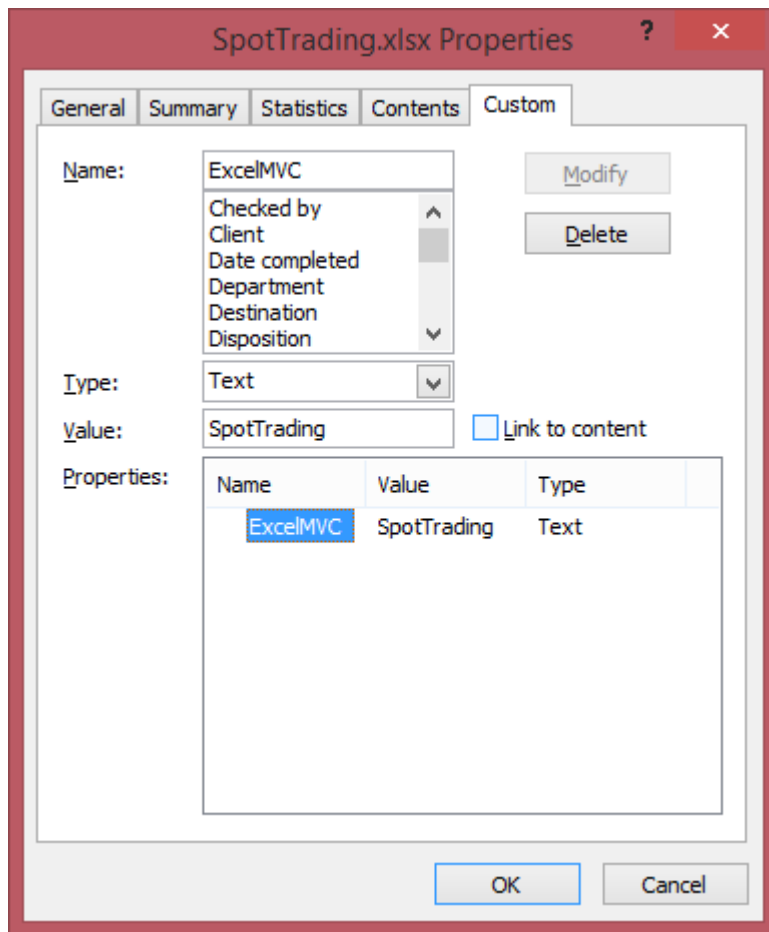 SpotTrading.xlsx Properties ? ×
General Summary Statistics Contents Custom
Name: ExcelMVC Modify
Checked by
Client
Delete
Date completed
Department
Destination
Disposition
Type: Text
Value: SpotTrading Link to content
Properties:
Name Value Type
ExcelMVC SpotTrading Text
OK Cancel